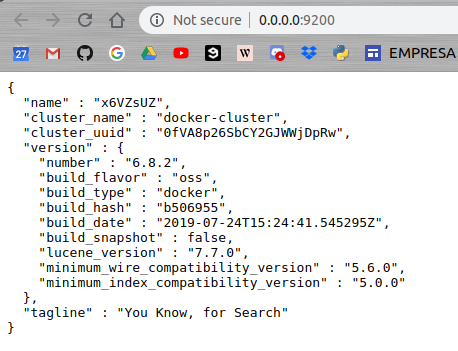 Not secure | 0.0.0.0:9200
27 EMPRESA
{
"name" : "x6VZsUZ",
"cluster_name" : "docker-cluster",
"cluster_uuid" : "0fVA8p26SbCY2GJWWjDpRw",
"version" : {
"number" : "6.8.2",
"build_flavor" : "oss",
"build_type" : "docker",
"build_hash" : "b506955",
"build_date" : "2019-07-24T15:24:41.545295Z",
"build_snapshot" : false,
"lucene_version" : "7.7.0",
"minimum_wire_compatibility_version" : "5.6.0",
"minimum_index_compatibility_version" : "5.0.0"
},
"tagline" : "You Know, for Search"
}